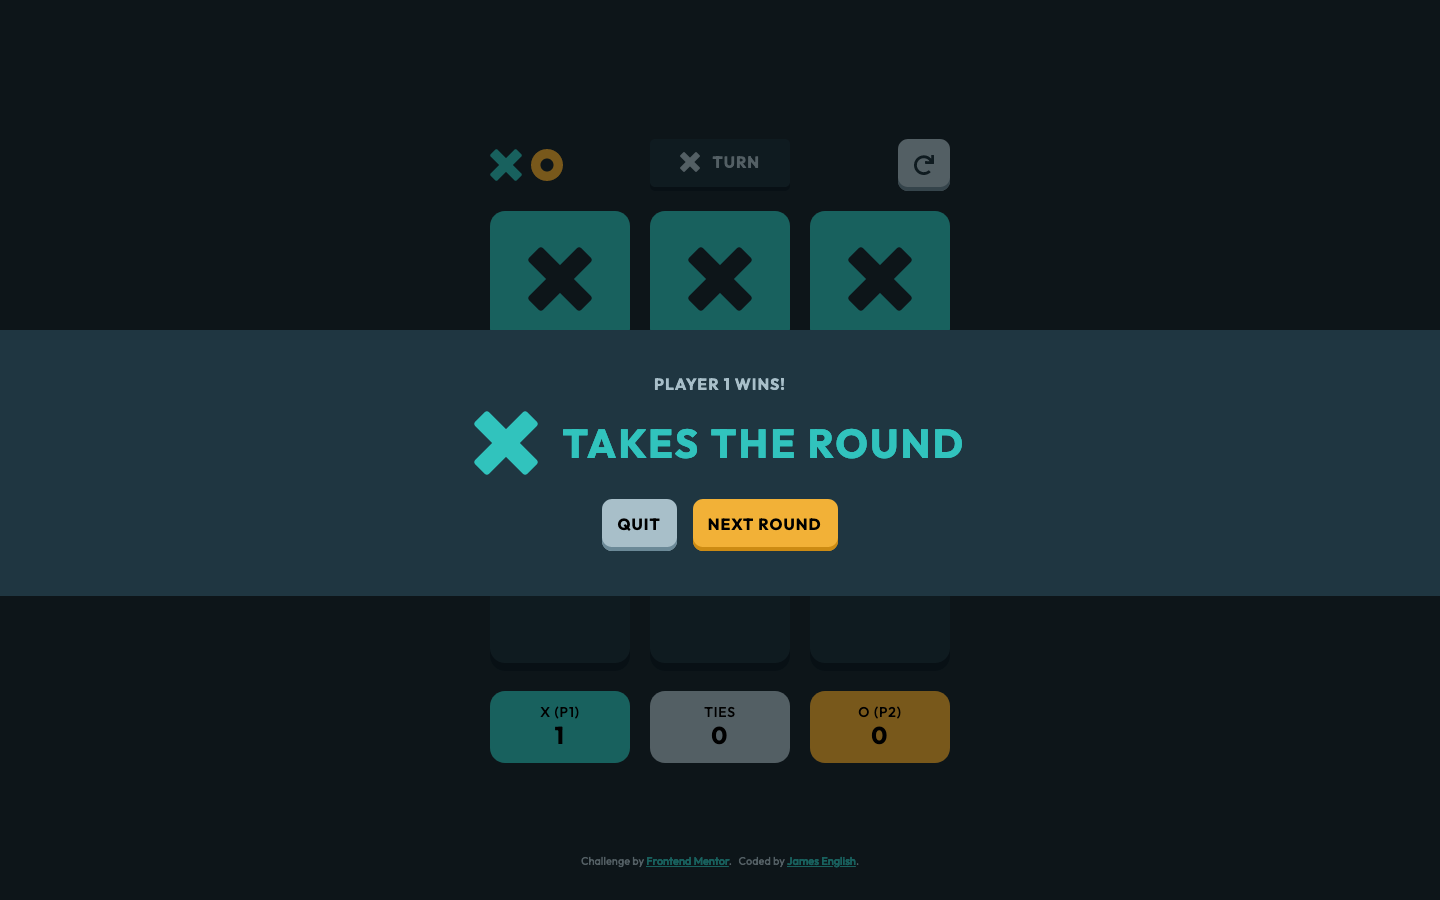 TURN
PLAYER 1 WINS!
TAKES THE ROUND
QUIT
NEXT ROUND
X (P1)
1
TIES
0
O (P2)
0
Challenge by Frontend Mentor. Coded by James English.